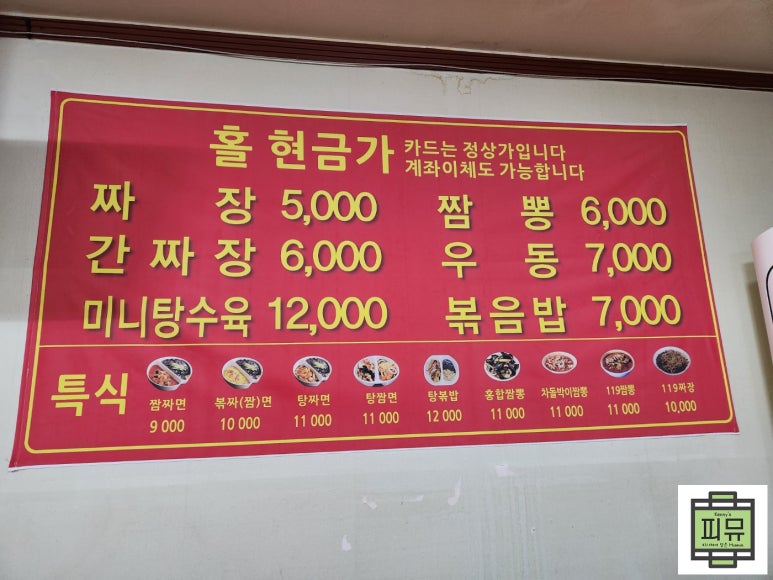 홀 현금가 카드는 정상가입니다
계좌이체도 가능합니다
짜 장 5,000 짬 뽕 6,000
간 짜 장 6,000 우 동 7,000
미니탕수육 12,000 볶음밥 7,000
특식
짬짜면 볶짜(짬)면 탕짜면 탕짬면 탕볶밥 홍합짬뽕 차돌박이짬뽕 119짬뽕 119짜장
9 000 10 000 11 000 11 000 12 000 11 000 11 000 11 000 10,000
Kenny's
피뮤